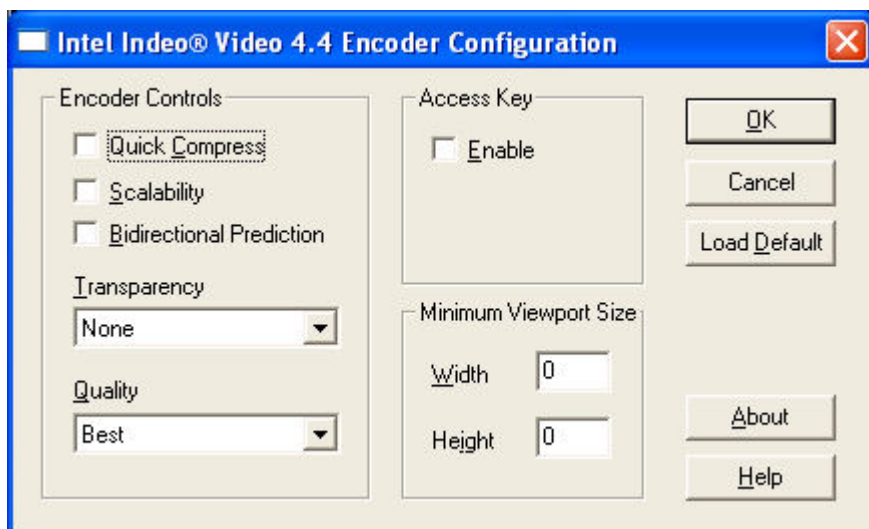 Intel Indeo® Video 4.4 Encoder Configuration
Encoder Controls
Quick Compress
Scalability
Bidirectional Prediction
Transparency
None
Quality
Best
Access Key
Enable
Minimum Viewport Size
Width 0
Height 0
OK
Cancel
Load Default
About
Help